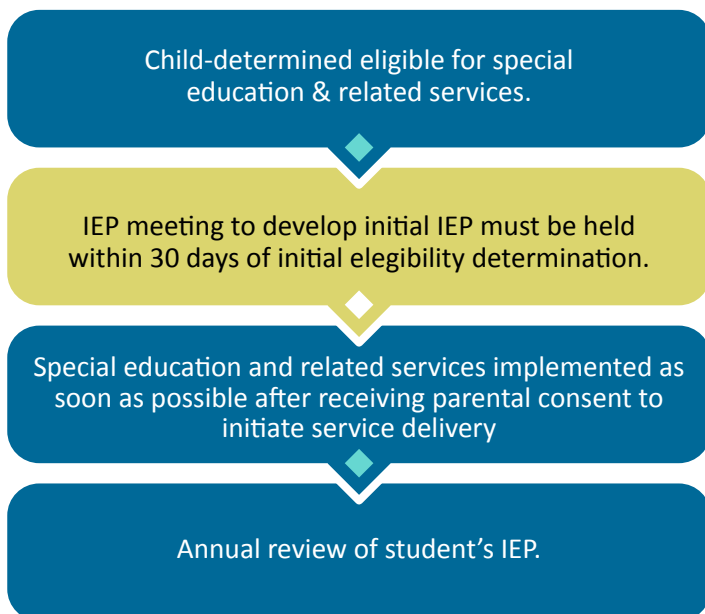 Child-determined eligible for special
education & related services.
IEP meeting to develop initial IEP must be held
within 30 days of initial elegibility determination.
Special education and related services implemented as
soon as possible after receiving parental consent to
initiate service delivery
Annual review of student’s IEP.